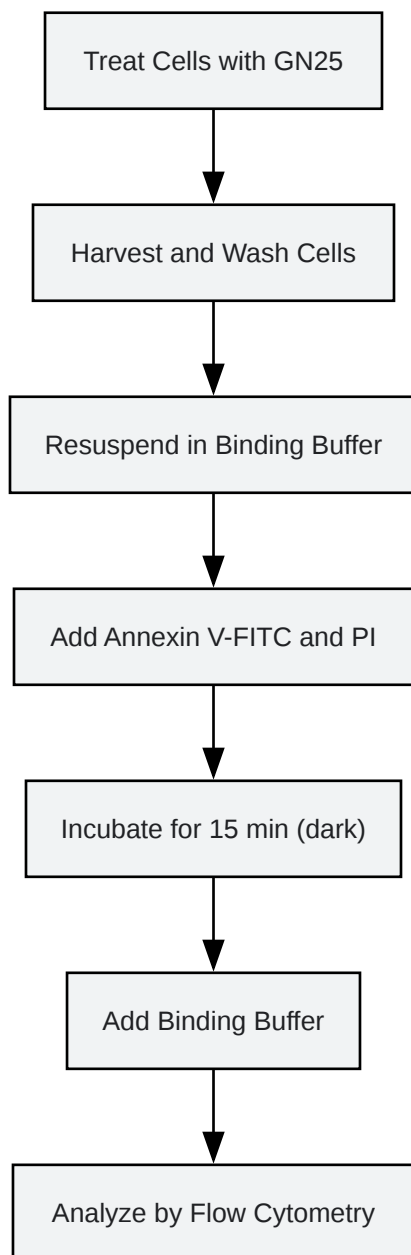 Treat Cells with GN25
Harvest and Wash Cells
Resuspend in Binding Buffer
Add Annexin V-FITC and PI
Incubate for 15 min (dark)
Add Binding Buffer
Analyze by Flow Cytometry